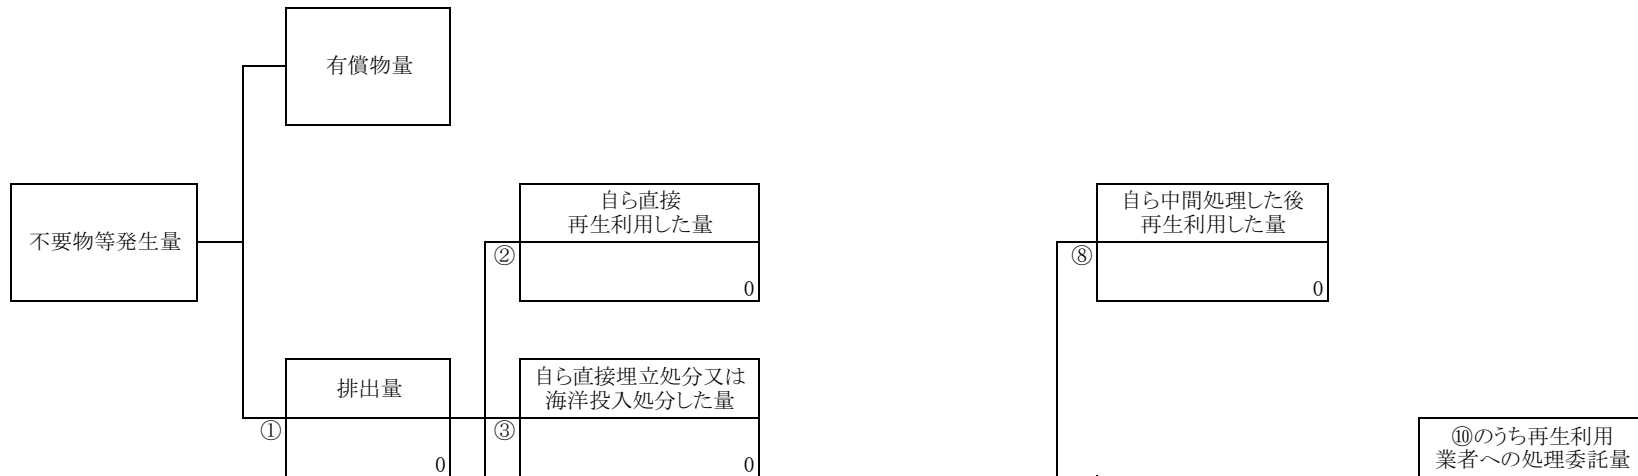 有償物量
不要物等発生量
自ら直接
再生利用した量
②
0
自ら中間処理した後
再生利用した量
⑧
0
排出量
①
0
自ら直接埋立処分又は
海洋投入処分した量
③
0
⑩のうち再生利用
業者への処理委託量